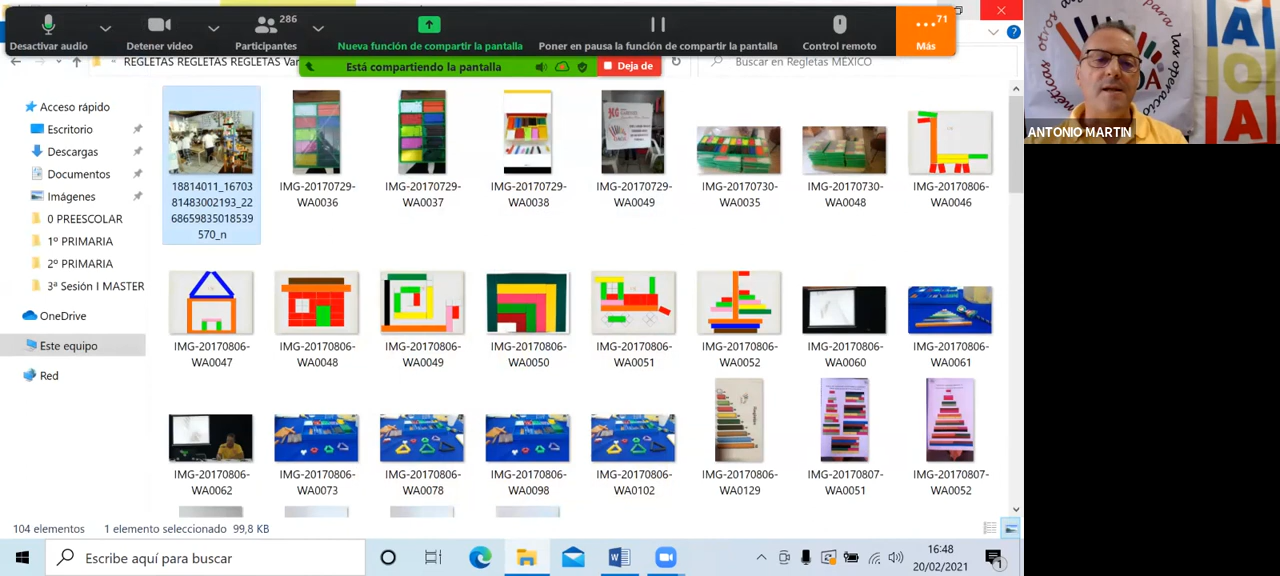 Desactivar audio
Detener video
286
Participantes
Nueva función de compartir la pantalla
Poner en pausa la función de compartir la pantalla
Control remoto
71
Más
REGLETAS REGLETAS REGLETAS Var
Está compartiendo la pantalla
Deja de
Buscar en Regletas MÉXICO
ANTONIO MARTIN
Acceso rápido
Escritorio
Descargas
Documentos
Imágenes
0 PREESCOLAR
1º PRIMARIA
2º PRIMARIA
3ª Sesión I MASTER
OneDrive
Este equipo
Red
18814011_16703
81483002193_22
68659835018539
570_n
IMG-20170729-
WA0036
IMG-20170729-
WA0037
IMG-20170729-
WA0038
IMG-20170729-
WA0049
IMG-20170730-
WA0035
IMG-20170730-
WA0048
IMG-20170806-
WA0046
IMG-20170806-
WA0047
IMG-20170806-
WA0048
IMG-20170806-
WA0049
IMG-20170806-
WA0050
IMG-20170806-
WA0051
IMG-20170806-
WA0052
IMG-20170806-
WA0060
IMG-20170806-
WA0061
IMG-20170806-
WA0062
IMG-20170806-
WA0073
IMG-20170806-
WA0078
IMG-20170806-
WA0098
IMG-20170806-
WA0102
IMG-20170806-
WA0129
IMG-20170807-
WA0051
IMG-20170807-
WA0052
104 elementos
1 elemento seleccionado 99,8 KB
Escribe aquí para buscar
16:48
20/02/2021
1